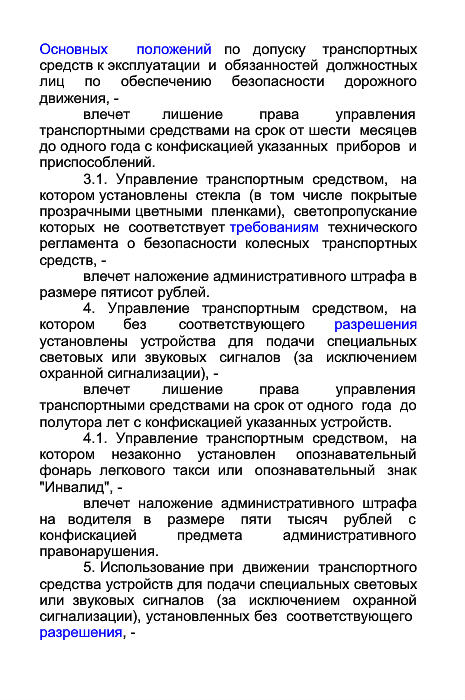 Основных положений по допуску транспортных
средств к эксплуатации и обязанностей должностных
лиц по обеспечению безопасности дорожного
движения, -
влечет лишение права управления
транспортными средствами на срок от шести месяцев
до одного года с конфискацией указанных приборов и
приспособлений.
3.1. Управление транспортным средством, на
котором установлены стекла (в том числе покрытые
прозрачными цветными пленками), светопропускание
которых не соответствует требованиям технического
регламента о безопасности колесных транспортных
средств, -
влечет наложение административного штрафа в
размере пятисот рублей.
4. Управление транспортным средством, на
котором без соответствующего разрешения
установлены устройства для подачи специальных
световых или звуковых сигналов (за исключением
охранной сигнализации), -
влечет лишение права управления
транспортными средствами на срок от одного года до
полутора лет с конфискацией указанных устройств.
4.1. Управление транспортным средством, на
котором незаконно установлен опознавательный
фонарь легкового такси или опознавательный знак
"Инвалид", -
влечет наложение административного штрафа
на водителя в размере пяти тысяч рублей с
конфискацией предмета административного
правонарушения.
5. Использование при движении транспортного
средства устройств для подачи специальных световых
или звуковых сигналов (за исключением охранной
сигнализации), установленных без соответствующего
разрешения, -